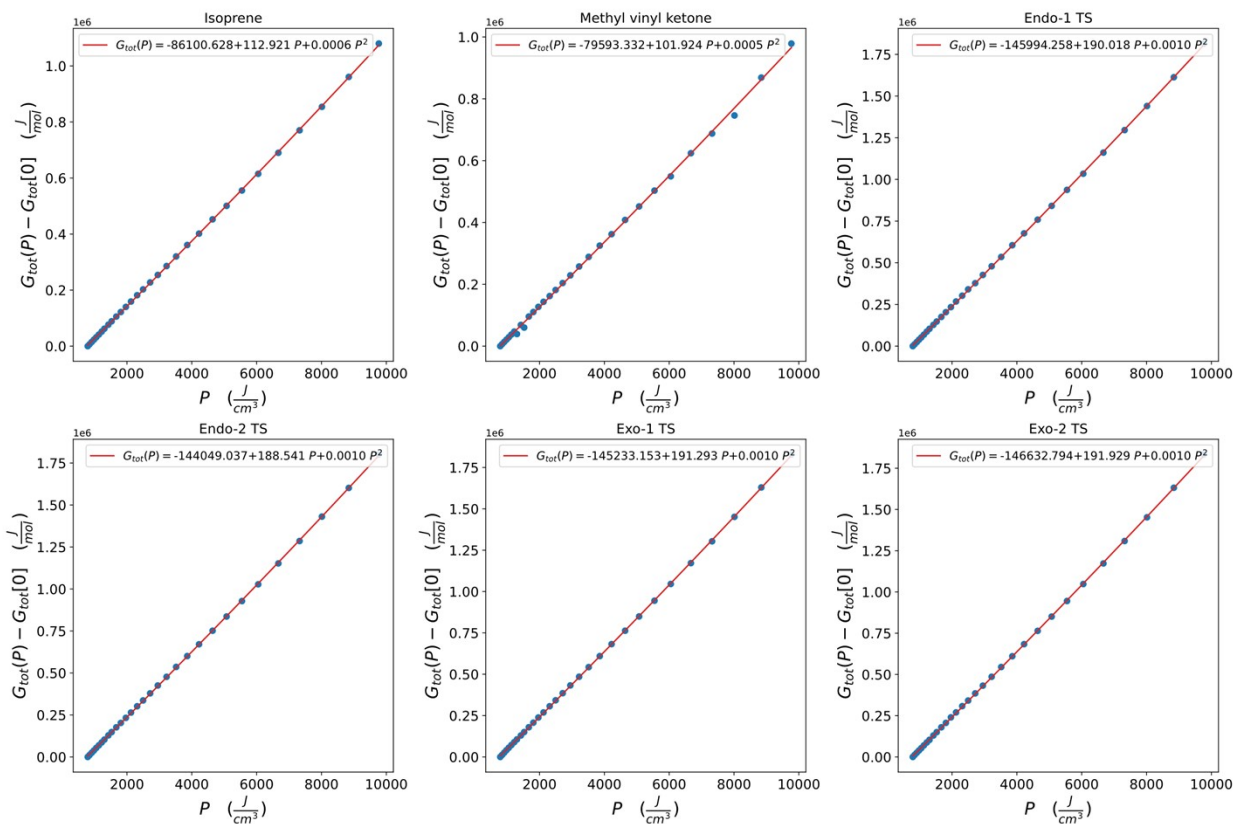 Isoprene
1e6
G_tot(P) = -86100.628+112.921 P+0.0006 P²
1.0
0.8
0.6
0.4
0.2
0.0
G_tot(P) − G_tot[0] (J/mol)
2000 4000 6000 8000 10000
P (J/cm³)
Methyl vinyl ketone
1e6
G_tot(P) = -79593.332+101.924 P+0.0005 P²
1.0
0.8
0.6
0.4
0.2
0.0
G_tot(P) − G_tot[0] (J/mol)
2000 4000 6000 8000 10000
P (J/cm³)
Endo-1 TS
1e6
G_tot(P) = -145994.258+190.018 P+0.0010 P²
1.75
1.50
1.25
1.00
0.75
0.50
0.25
0.00
G_tot(P) − G_tot[0] (J/mol)
2000 4000 6000 8000 10000
P (J/cm³)
Endo-2 TS
1e6
G_tot(P) = -144049.037+188.541 P+0.0010 P²
1.75
1.50
1.25
1.00
0.75
0.50
0.25
0.00
G_tot(P) − G_tot[0] (J/mol)
2000 4000 6000 8000 10000
P (J/cm³)
Exo-1 TS
1e6
G_tot(P) = -145233.153+191.293 P+0.0010 P²
1.75
1.50
1.25
1.00
0.75
0.50
0.25
0.00
G_tot(P) − G_tot[0] (J/mol)
2000 4000 6000 8000 10000
P (J/cm³)
Exo-2 TS
1e6
G_tot(P) = -146632.794+191.929 P+0.0010 P²
1.75
1.50
1.25
1.00
0.75
0.50
0.25
0.00
G_tot(P) − G_tot[0] (J/mol)
2000 4000 6000 8000 10000
P (J/cm³)